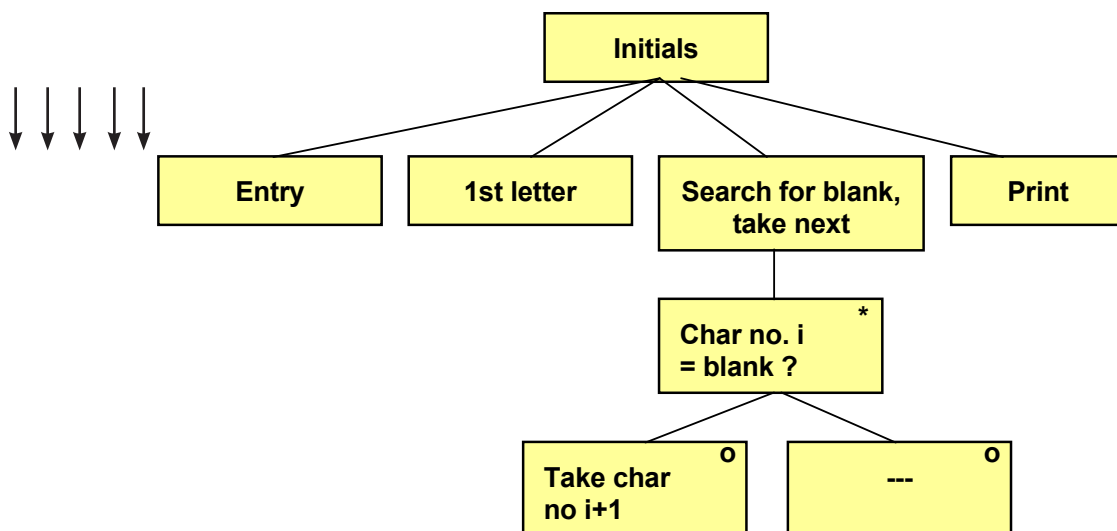 Initials
Entry
1st letter
Search for blank,
take next
Print
*
Char no. i
= blank ?
o
Take char
no i+1
o
---